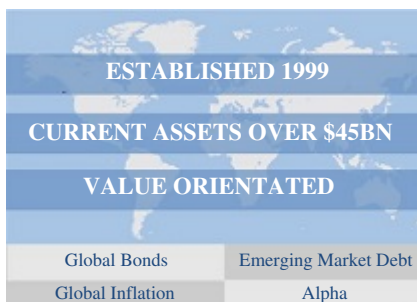 ESTABLISHED 1999
CURRENT ASSETS OVER $45BN
VALUE ORIENTATED
Global Bonds Emerging Market Debt
Global Inflation Alpha